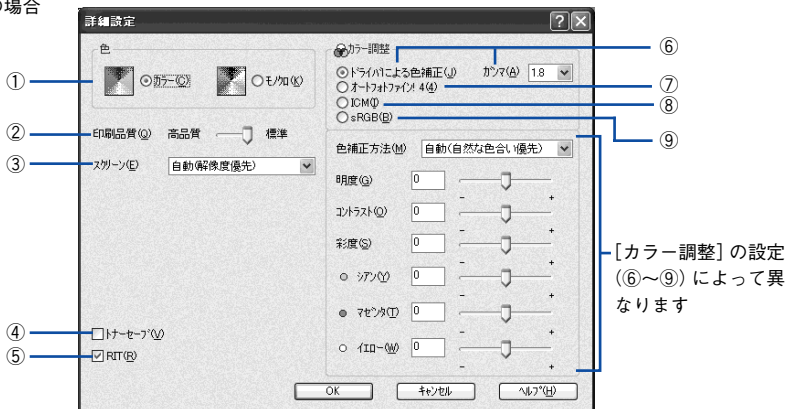 の場合
詳細設定
色
① カラー(C) モノクロ(K)
② 印刷品質(Q) 高品質 標準
③ スクリーン(E) 自動(解像度優先)
④ トナーセーブ(V)
⑤ RIT(R)
カラー調整 ⑥
ドライバによる色補正(J) ガンマ(A) 1.8
オートフォトファイン! 4(4) ⑦
ICM(I) ⑧
sRGB(B) ⑨
色補正方法(M) 自動(自然な色合い優先)
明度(G) 0
- +
コントラスト(O) 0
- +
彩度(S) 0
- +
シアン(Y) 0
- +
マゼンタ(T) 0
- +
イエロー(W) 0
- +
OK キャンセル ヘルプ(H)
[カラー調整]の設定
(⑥~⑨)によって異
なります